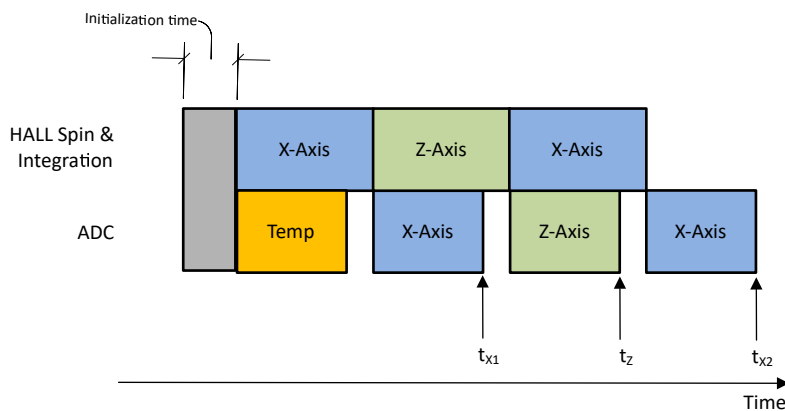 Initialization time
HALL Spin &
Integration
X-Axis
Z-Axis
X-Axis
ADC
Temp
X-Axis
Z-Axis
X-Axis
tX1
tZ
tX2
Time